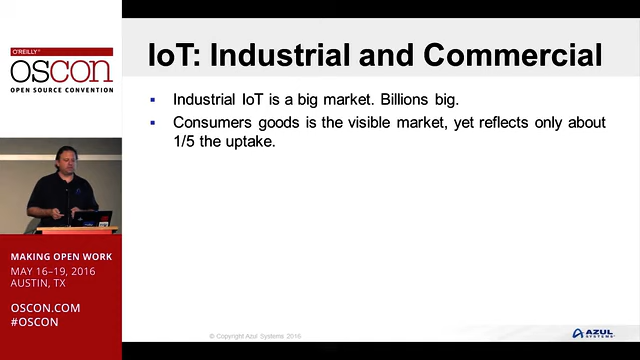 O'REILLY
OSCON
OPEN SOURCE CONVENTION
MAKING OPEN WORK
MAY 16–19, 2016
AUSTIN, TX
OSCON.COM
#OSCON
IoT: Industrial and Commercial
Industrial IoT is a big market. Billions big.
Consumers goods is the visible market, yet reflects only about
1/5 the uptake.
© Copyright Azul Systems 2016
AZUL
SYSTEMS